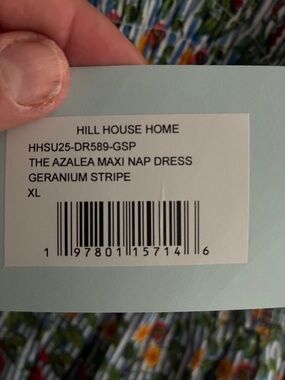 HILL HOUSE HOME
HHSU25-DR589-GSP
THE AZALEA MAXI NAP DRESS
GERANIUM STRIPE
XL
1 97801 15714 6